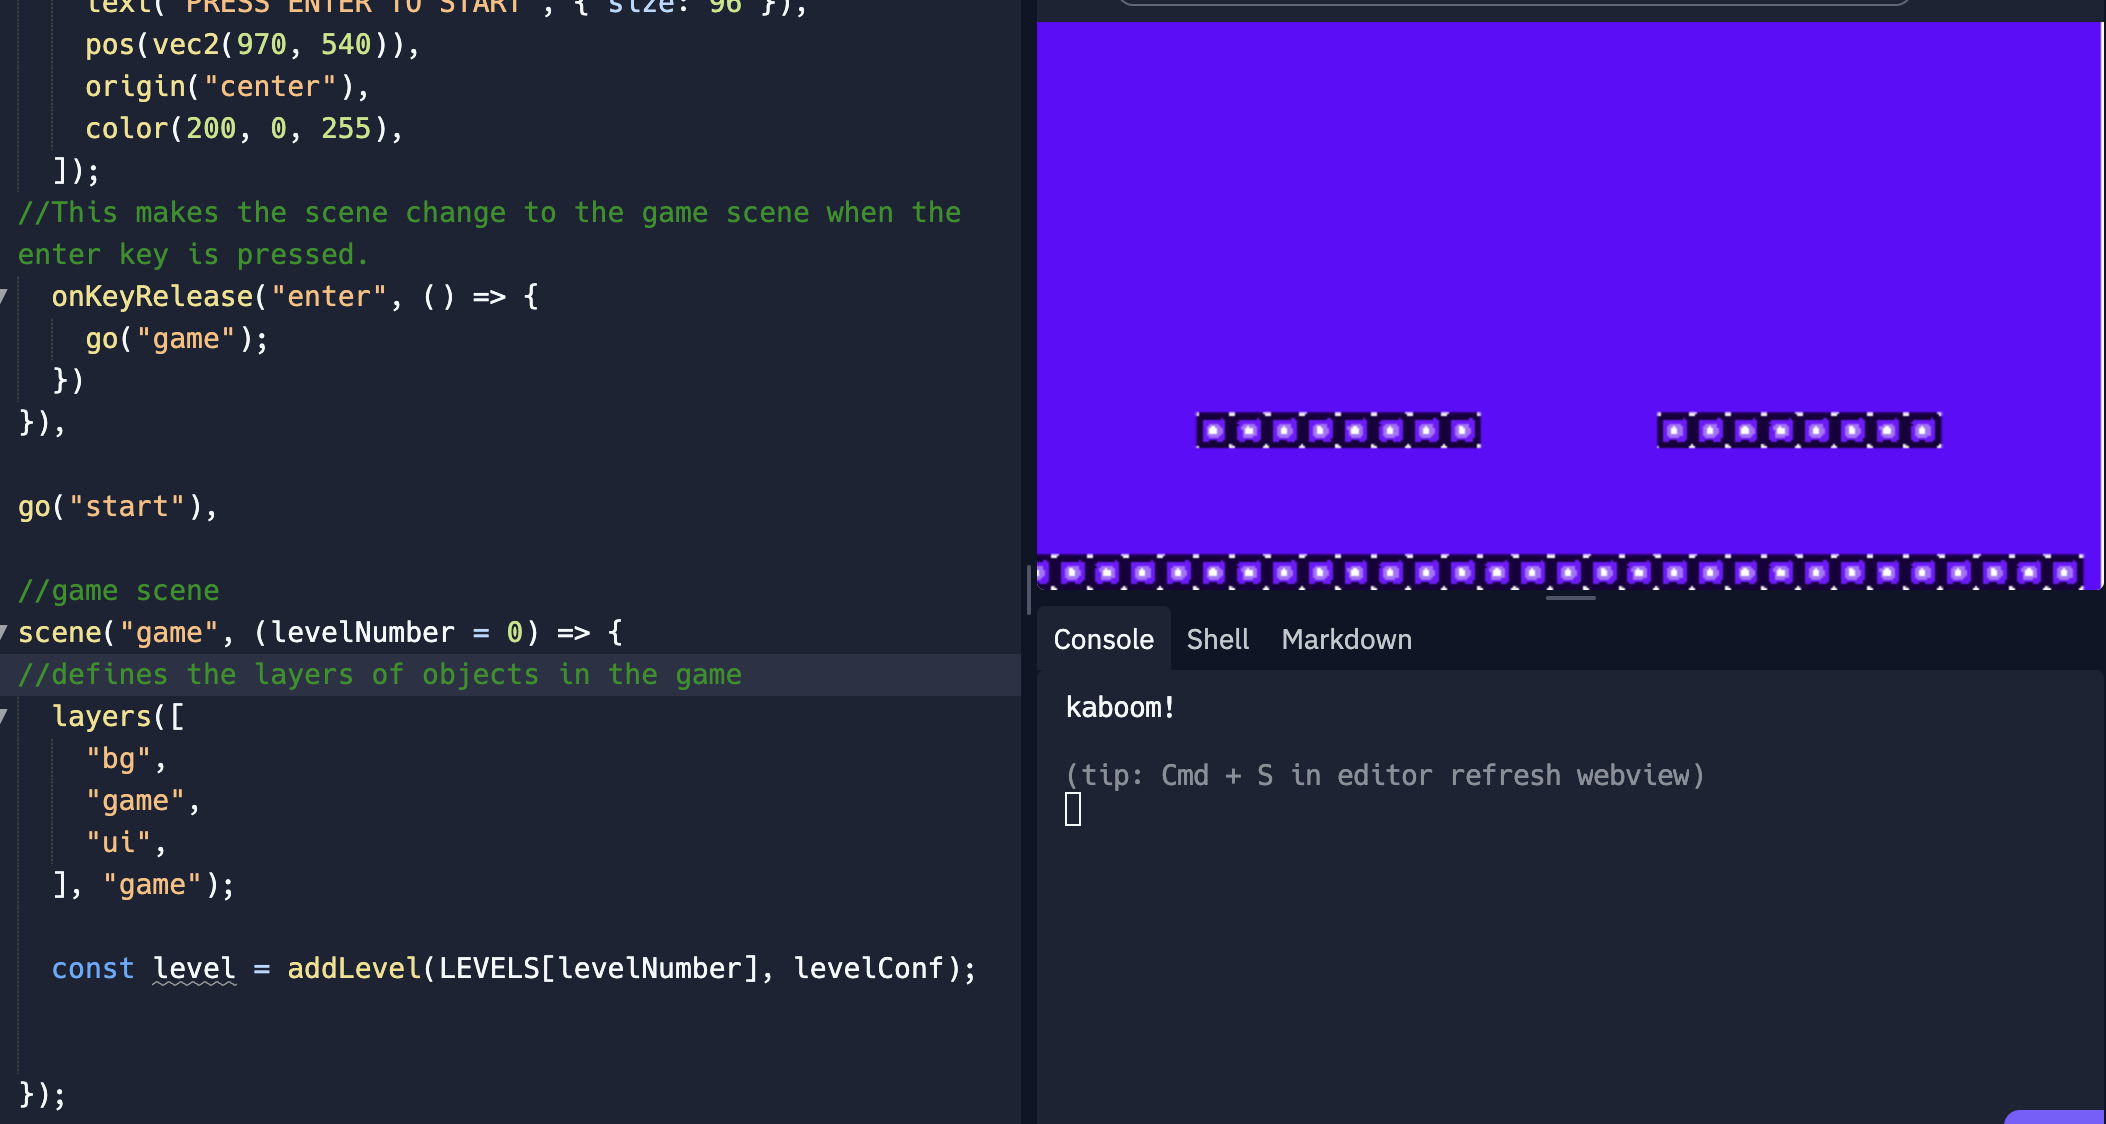 text("PRESS ENTER TO START", { size: 96 }),
pos(vec2(970, 540)),
origin("center"),
color(200, 0, 255),
]);
//This makes the scene change to the game scene when the
enter key is pressed.
onKeyRelease("enter", () => {
go("game");
})
}),
go("start"),
//game scene
scene("game", (levelNumber = 0) => {
//defines the layers of objects in the game
layers([
"bg",
"game",
"ui",
], "game");
const level = addLevel(LEVELS[levelNumber], levelConf);
});
Console Shell Markdown
kaboom!
(tip: Cmd + S in editor refresh webview)